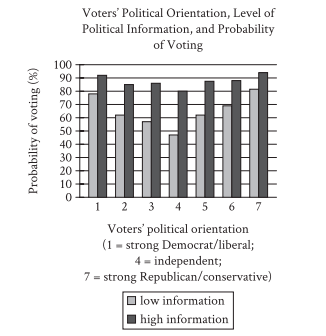 Voters’ Political Orientation, Level of
Political Information, and Probability
of Voting
Probability of voting (%)
100
90
80
70
60
50
40
30
20
10
0
1 2 3 4 5 6 7
Voters’ political orientation
(1 = strong Democrat/liberal;
4 = independent;
7 = strong Republican/conservative)
low information
high information